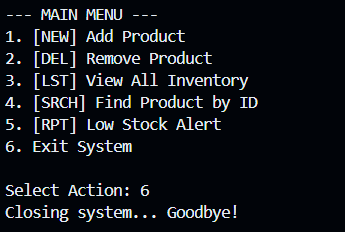 --- MAIN MENU ---
1. [NEW] Add Product
2. [DEL] Remove Product
3. [LST] View All Inventory
4. [SRCH] Find Product by ID
5. [RPT] Low Stock Alert
6. Exit System
Select Action: 6
Closing system... Goodbye!